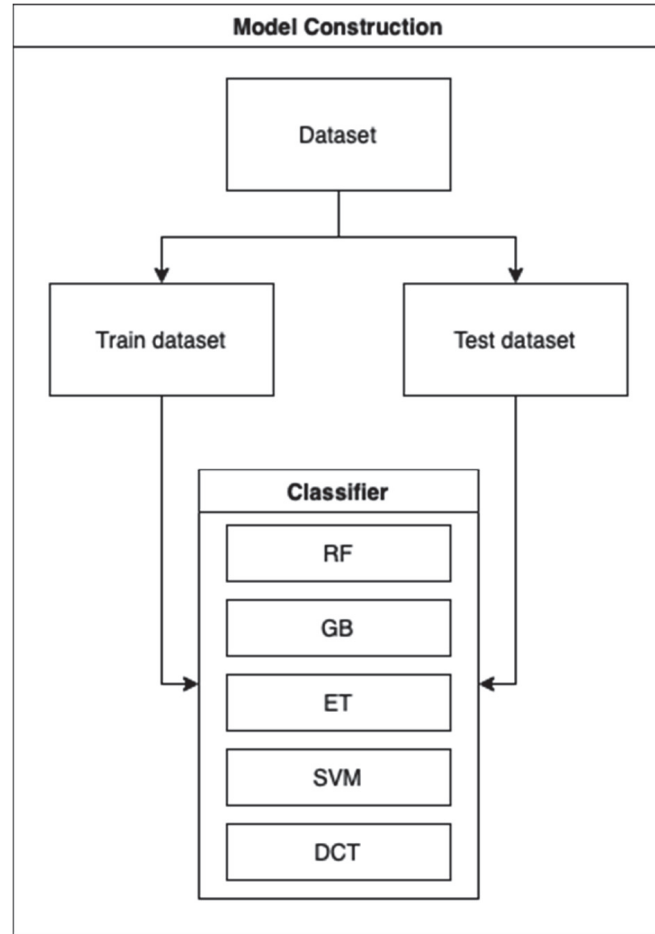 Model Construction
Dataset
Train dataset
Test dataset
Classifier
RF
GB
ET
SVM
DCT